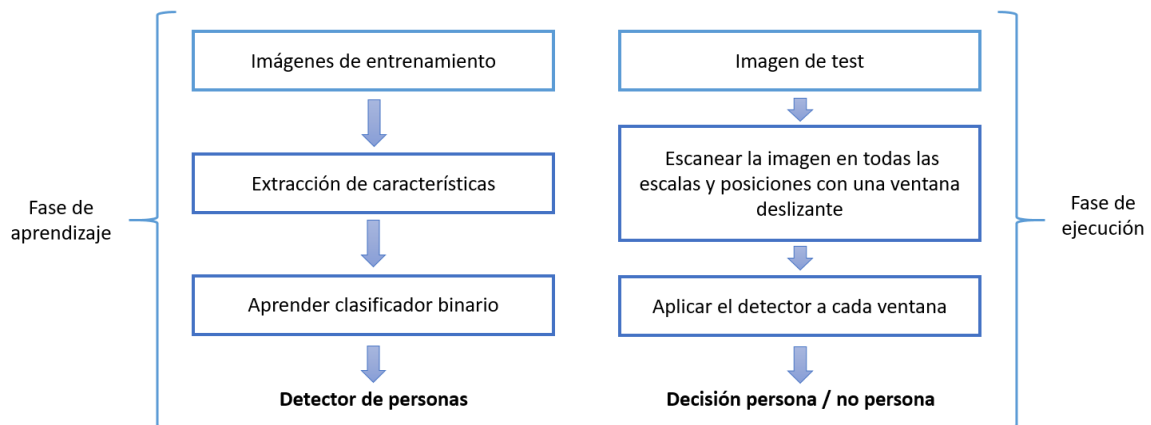 Fase de
aprendizaje
Imágenes de entrenamiento
Extracción de características
Aprender clasificador binario
Detector de personas
Imagen de test
Escanear la imagen en todas las
escalas y posiciones con una ventana
deslizante
Aplicar el detector a cada ventana
Decisión persona / no persona
Fase de
ejecución